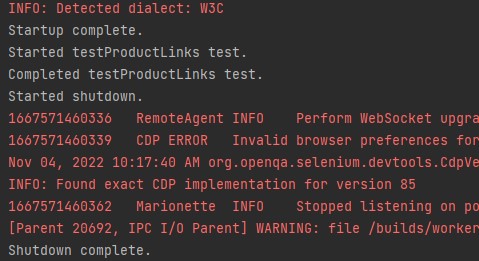 INFO: Detected dialect: W3C
Startup complete.
Started testProductLinks test.
Completed testProductLinks test.
Started shutdown.
1667571460336 RemoteAgent INFO Perform WebSocket upgra
1667571460339 CDP ERROR Invalid browser preferences for
Nov 04, 2022 10:17:40 AM org.openqa.selenium.devtools.CdpVe
INFO: Found exact CDP implementation for version 85
1667571460362 Marionette INFO Stopped listening on po
[Parent 20692, IPC I/O Parent] WARNING: file /builds/worker
Shutdown complete.